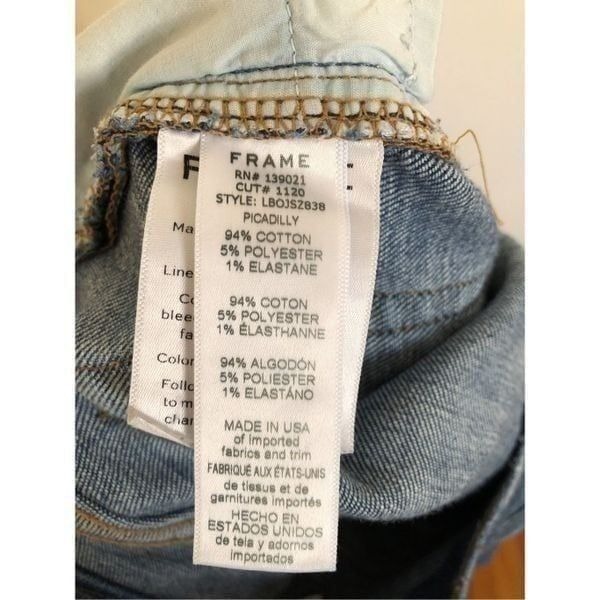 FRAME
RN# 139021
CUT# 1120
STYLE: LBOJSZ838
PICADILLY
94% COTTON
5% POLYESTER
1% ELASTANE
94% COTON
5% POLYESTER
1% ÉLASTHANNE
94% ALGODÓN
5% POLIESTER
1% ELASTÁNO
MADE IN USA
of imported
fabrics and trim
FABRIQUÉ AUX ÉTATS-UNIS
de tissus et de
garnitures importés
HECHO EN
ESTADOS UNIDOS
de tela y adornos
importados